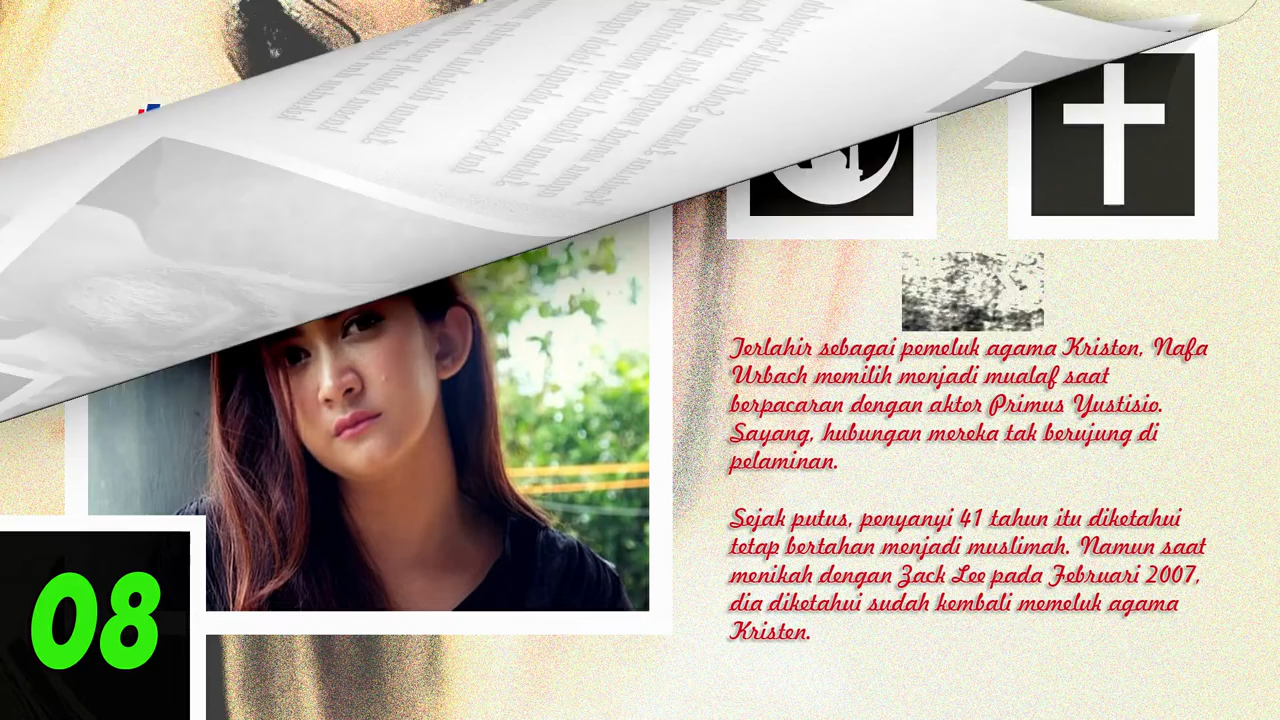 Terlahir sebagai pemeluk agama Kristen, Nafa
Urbach memilih menjadi mualaf saat
berpacaran dengan aktor Primus Yustisio.
Sayang, hubungan mereka tak berujung di
pelaminan.
Sejak putus, penyanyi 41 tahun itu diketahui
tetap bertahan menjadi muslimah. Namun saat
menikah dengan Zack Lee pada Februari 2007,
dia diketahui sudah kembali memeluk agama
Kristen.
08